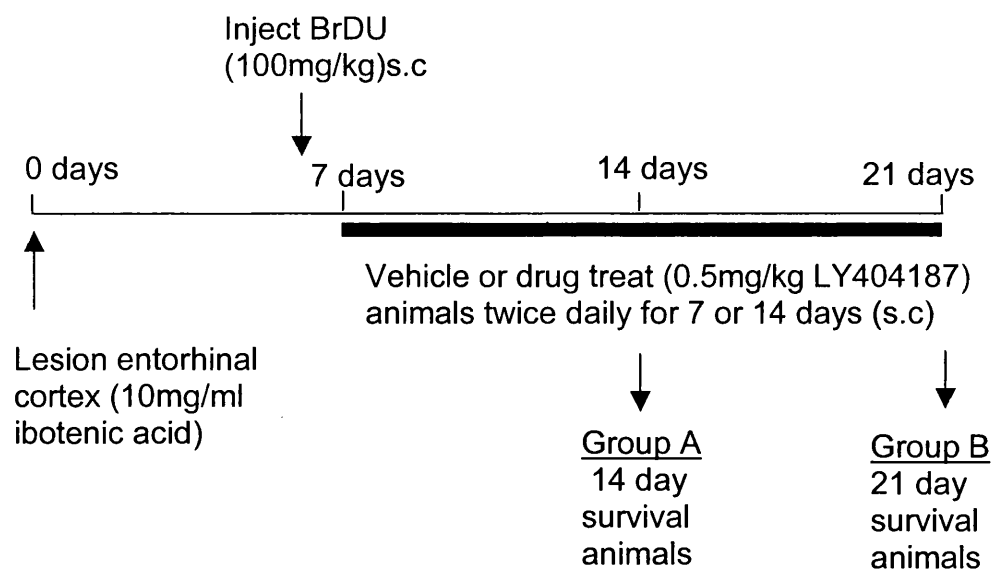 Inject BrDU
(100mg/kg)s.c
0 days
7 days
14 days
21 days
Vehicle or drug treat (0.5mg/kg LY404187)
animals twice daily for 7 or 14 days (s.c)
Lesion entorhinal
cortex (10mg/ml
ibotenic acid)
Group A
14 day
survival
animals
Group B
21 day
survival
animals